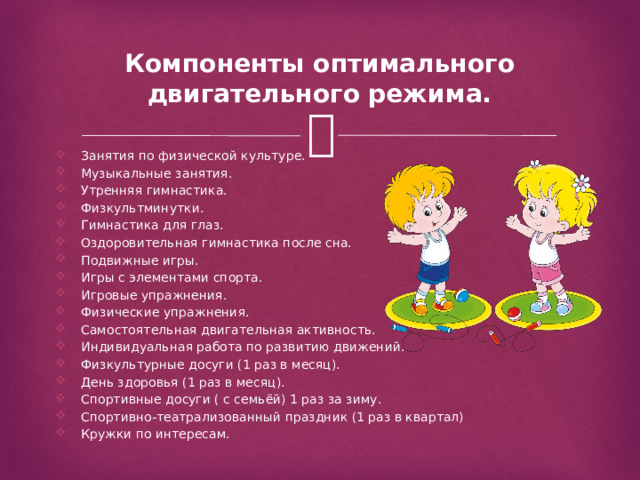 Компоненты оптимального
двигательного режима.
Занятия по физической культуре.
Музыкальные занятия.
Утренняя гимнастика.
Физкультминутки.
Гимнастика для глаз.
Оздоровительная гимнастика после сна.
Подвижные игры.
Игры с элементами спорта.
Игровые упражнения.
Физические упражнения.
Самостоятельная двигательная активность.
Индивидуальная работа по развитию движений.
Физкультурные досуги (1 раз в месяц).
День здоровья (1 раз в месяц).
Спортивные досуги ( с семьёй) 1 раз за зиму.
Спортивно-театрализованный праздник (1 раз в квартал)
Кружки по интересам.